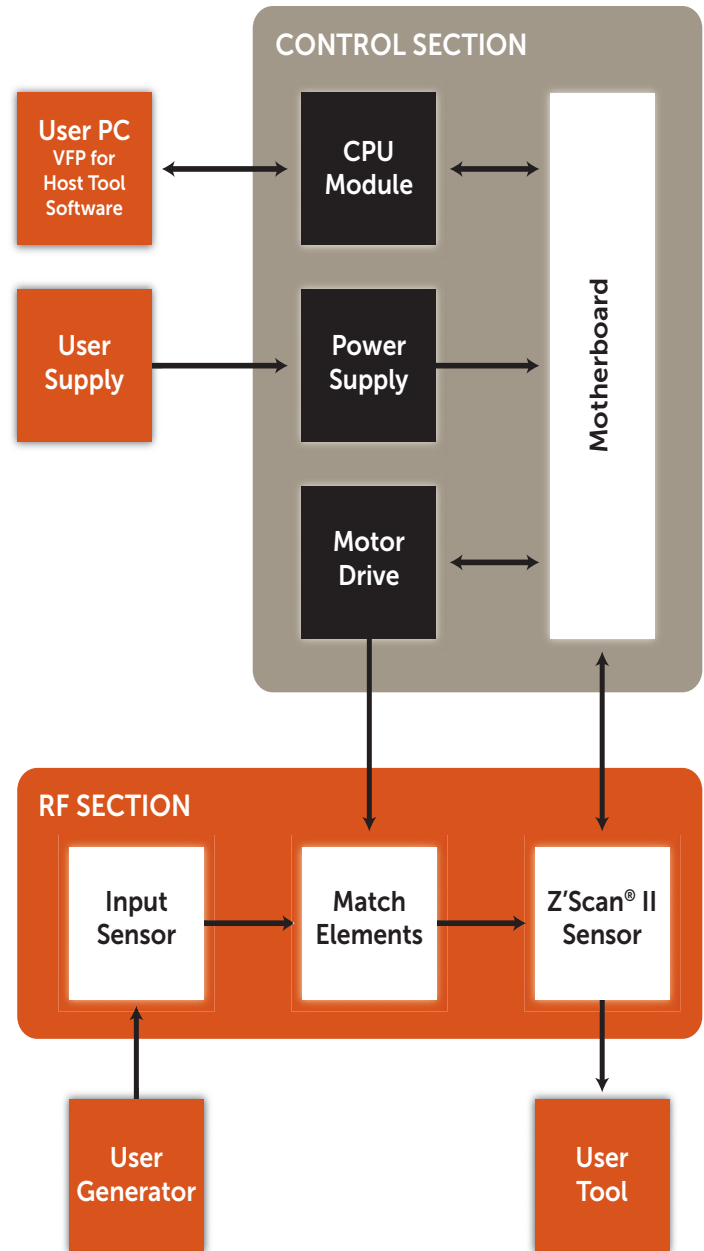 CONTROL SECTION
User PC
VFP for
Host Tool
Software
CPU
Module
Motherboard
User
Supply
Power
Supply
Motor
Drive
RF SECTION
Input
Sensor
Match
Elements
Z’Scan® II
Sensor
User
Generator
User
Tool